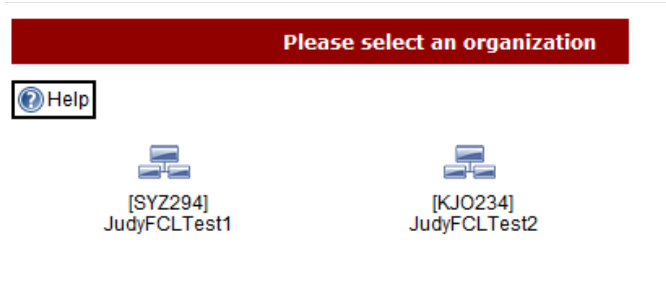 Please select an organization
Help
[SYZ294]
JudyFCLTest1
[KJO234]
JudyFCLTest2